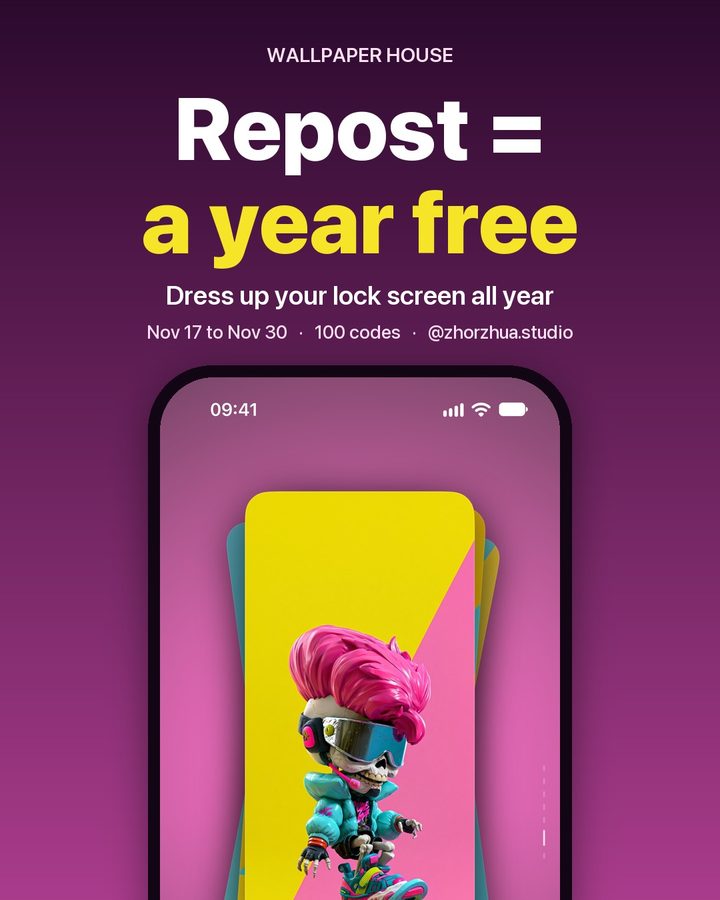 WALLPAPER HOUSE
Repost =
a year free
Dress up your lock screen all year
Nov 17 to Nov 30 · 100 codes · @zhorzhua.studio
09:41